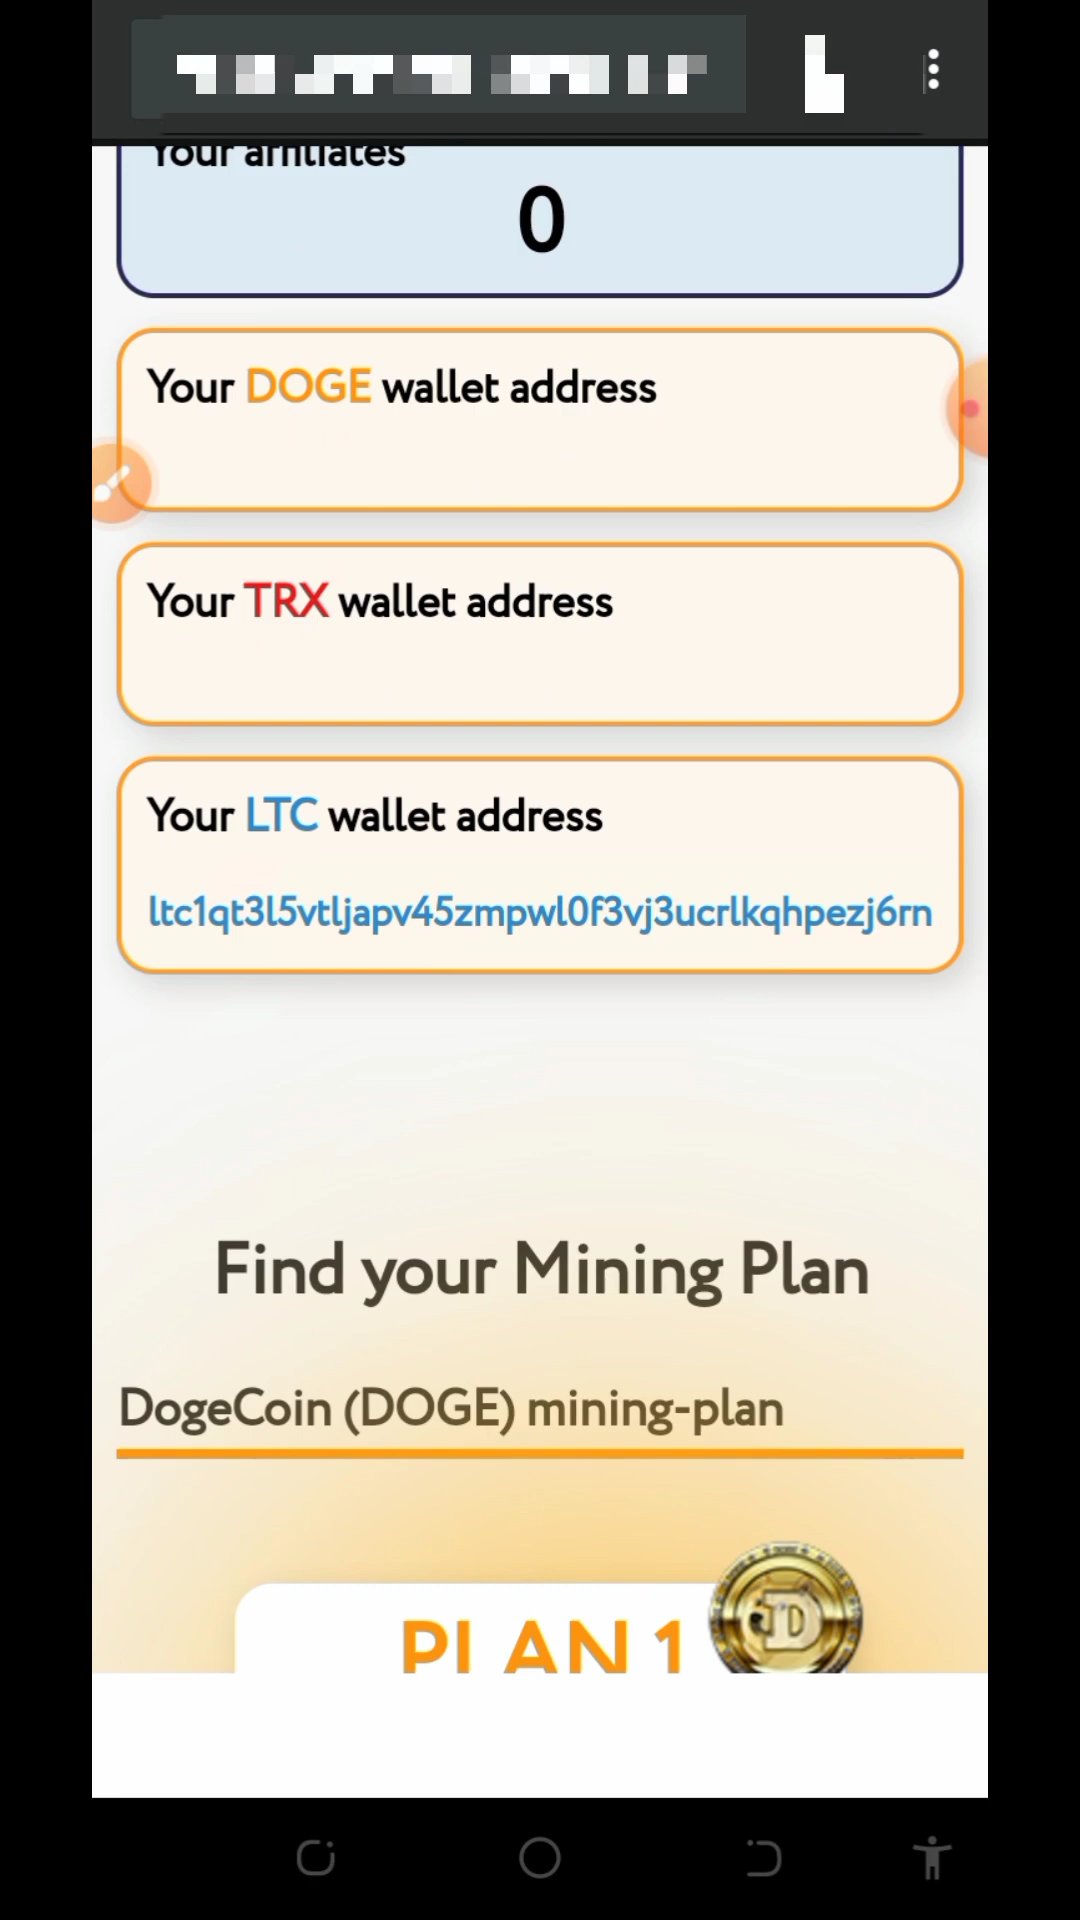 Your affiliates
0
Your DOGE wallet address
Your TRX wallet address
Your LTC wallet address
ltc1qt3l5vtljapv45zmpwl0f3vj3ucrlkqhpezj6rn
Find your Mining Plan
DogeCoin (DOGE) mining-plan
PLAN 1